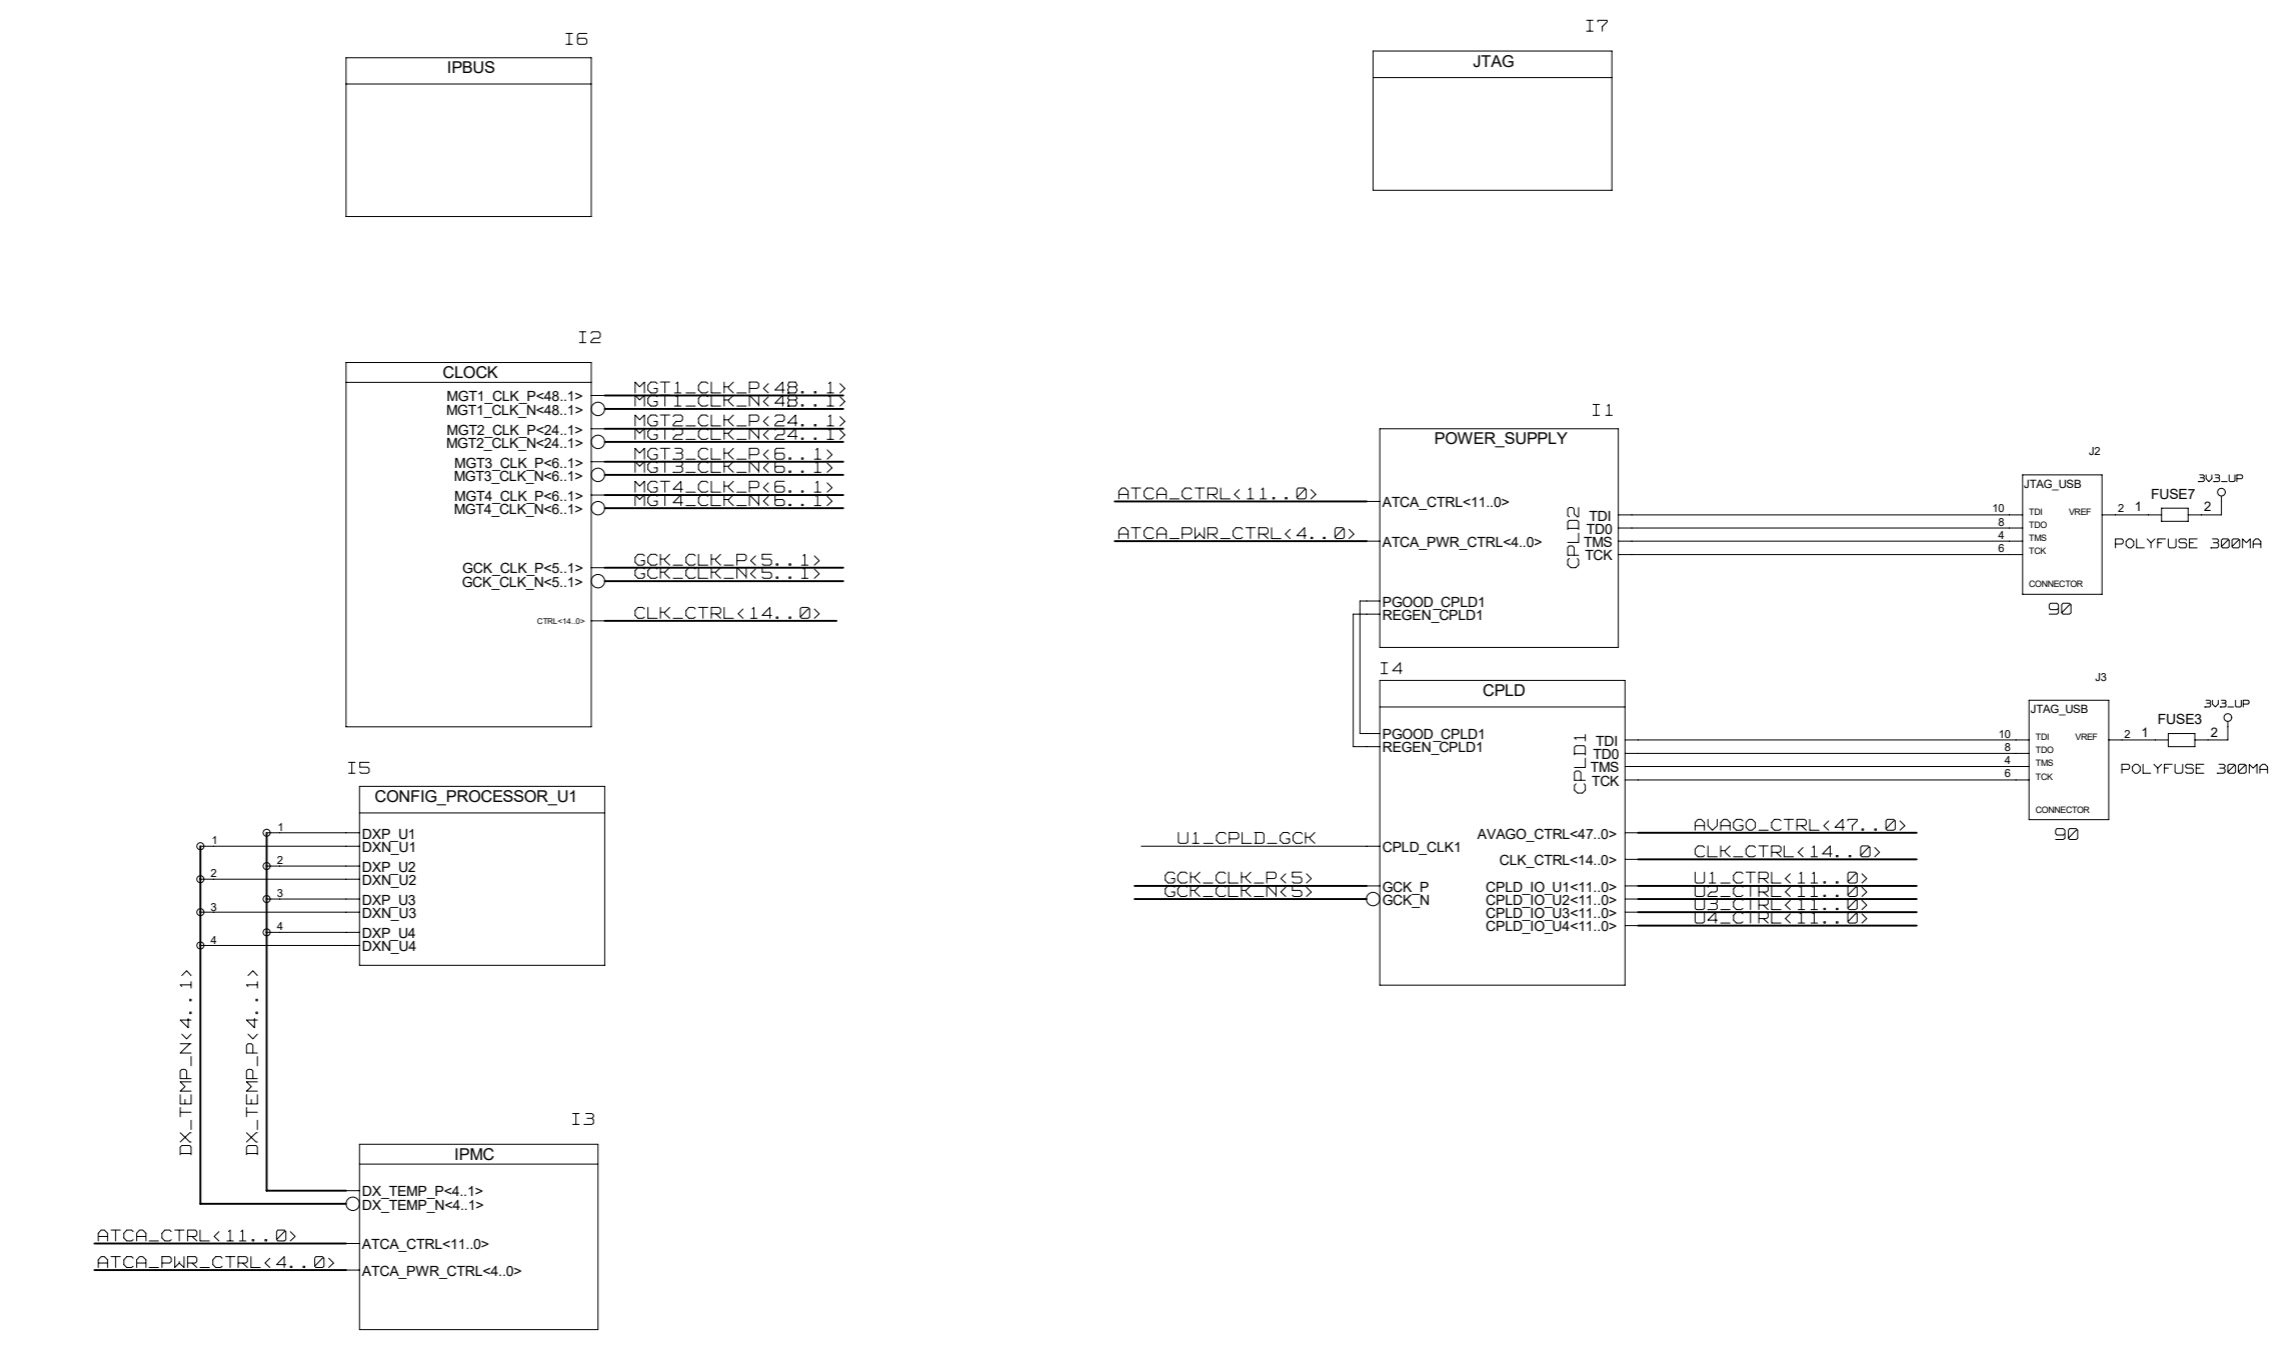 I6
IPBUS
I7
JTAG
I2
CLOCK
MGT1_CLK_P<48..1>
MGT1_CLK_N<48..1>
MGT2_CLK_P<24..1>
MGT2_CLK_N<24..1>
MGT3_CLK_P<6..1>
MGT3_CLK_N<6..1>
MGT4_CLK_P<6..1>
MGT4_CLK_N<6..1>
GCK_CLK_P<5..1>
GCK_CLK_N<5..1>
CTRL<14..0>
MGT1_CLK_P<48..1>
MGT1_CLK_N<48..1>
MGT2_CLK_P<24..1>
MGT2_CLK_N<24..1>
MGT3_CLK_P<6..1>
MGT3_CLK_N<6..1>
MGT4_CLK_P<6..1>
MGT4_CLK_N<6..1>
GCK_CLK_P<5..1>
GCK_CLK_N<5..1>
CLK_CTRL<14..0>
I5
CONFIG_PROCESSOR_U1
1 DXP_U1
1 DXN_U1
2 DXP_U2
2 DXN_U2
3 DXP_U3
3 DXN_U3
4 DXP_U4
4 DXN_U4
DX_TEMP_N<4..1>
DX_TEMP_P<4..1>
I3
IPMC
DX_TEMP_P<4..1>
DX_TEMP_N<4..1>
ATCA_CTRL<11..0> ATCA_CTRL<11..0>
ATCA_PWR_CTRL<4..0> ATCA_PWR_CTRL<4..0>
I1
POWER_SUPPLY
ATCA_CTRL<11..0> ATCA_CTRL<11..0>
ATCA_PWR_CTRL<4..0> ATCA_PWR_CTRL<4..0>
CPLD2
TDI
TD0
TMS
TCK
PGOOD_CPLD1
REGEN_CPLD1
J2
JTAG_USB
10 TDI VREF 2 1 FUSE7 2 3V3_UP
8 TDO
4 TMS
6 TCK
POLYFUSE 300MA
CONNECTOR
90
I4
CPLD
PGOOD_CPLD1
REGEN_CPLD1
CPLD1
TDI
TD0
TMS
TCK
U1_CPLD_GCK CPLD_CLK1
GCK_CLK_P<5> GCK_P
GCK_CLK_N<5> GCK_N
AVAGO_CTRL<47..0> AVAGO_CTRL<47..0>
CLK_CTRL<14..0> CLK_CTRL<14..0>
CPLD_IO_U1<11..0> U1_CTRL<11..0>
CPLD_IO_U2<11..0> U2_CTRL<11..0>
CPLD_IO_U3<11..0> U3_CTRL<11..0>
CPLD_IO_U4<11..0> U4_CTRL<11..0>
J3
JTAG_USB
10 TDI VREF 2 1 FUSE3 2 3V3_UP
8 TDO
4 TMS
6 TCK
POLYFUSE 300MA
CONNECTOR
90